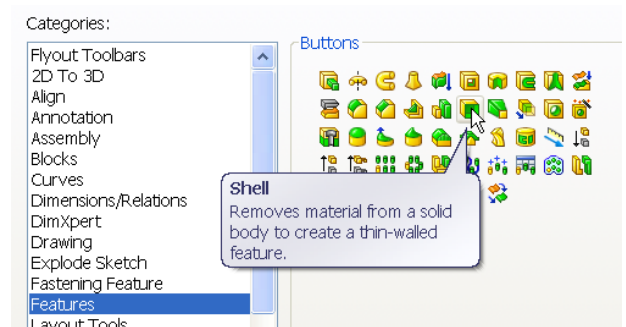 Categories:
Buttons
Flyout Toolbars
2D To 3D
Align
Annotation
Assembly
Blocks
Curves
Dimensions/Relations
DimXpert
Drawing
Explode Sketch
Fastening Feature
Features
Layout Tools
Shell
Removes material from a solid
body to create a thin-walled
feature.